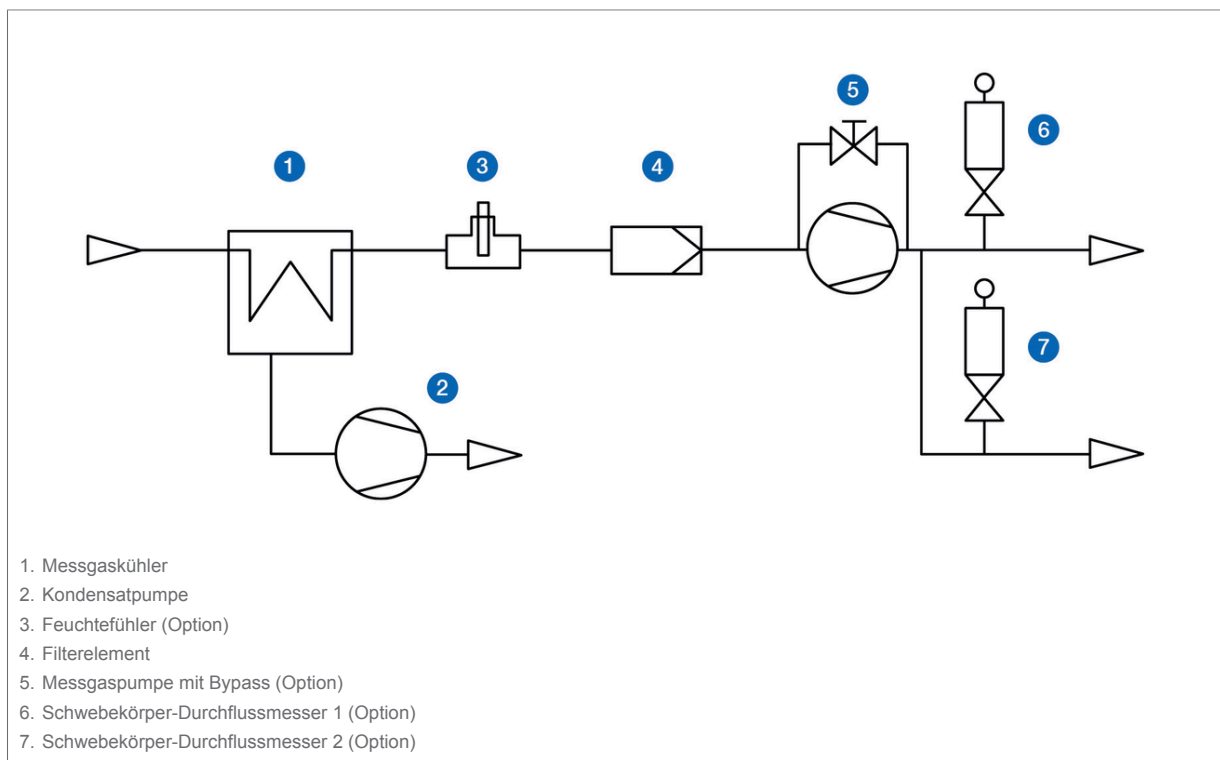 5
6
1
3
4
7
2
1. Messgaskühler
2. Kondensatpumpe
3. Feuchtefühler (Option)
4. Filterelement
5. Messgaspumpe mit Bypass (Option)
6. Schwebekörper-Durchflussmesser 1 (Option)
7. Schwebekörper-Durchflussmesser 2 (Option)